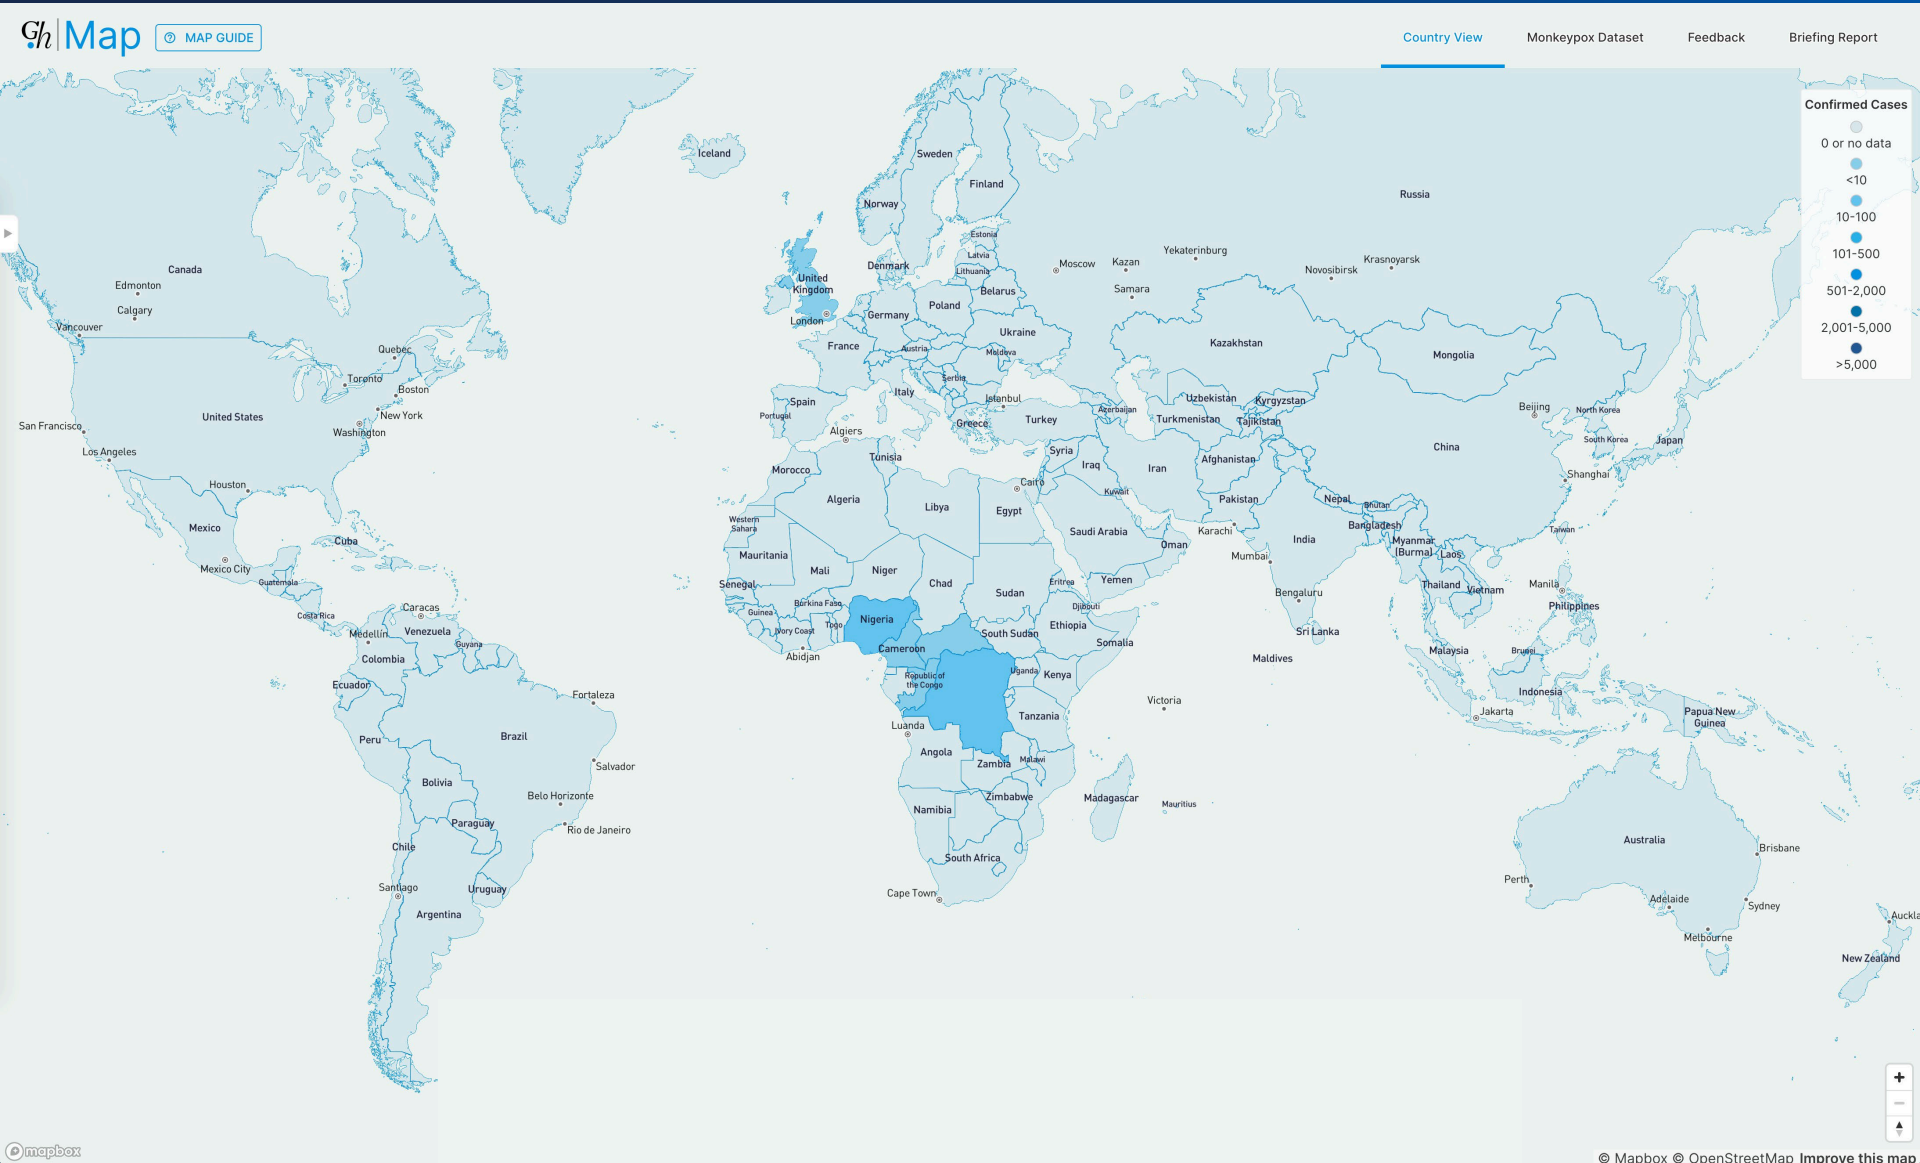 Gh Map
MAP GUIDE
Country View
Monkeypox Dataset
Feedback
Briefing Report
Confirmed Cases
0 or no data
<10
10-100
101-500
501-2,000
2,001-5,000
>5,000
Iceland
Sweden
Finland
Norway
Russia
Estonia
Latvia
Lithuania
Denmark
Moscow
Kazan
Yekaterinburg
Novosibirsk
Krasnoyarsk
Samara
Canada
Edmonton
Calgary
Vancouver
Quebec
Toronto
Boston
New York
Washington
United States
San Francisco
Los Angeles
Houston
Mexico
Mexico City
Cuba
Guatemala
Costa Rica
United
Kingdom
London
Belarus
Poland
Germany
Ukraine
France
Austria
Moldova
Serbia
Italy
Spain
Portugal
Istanbul
Greece
Turkey
Azerbaijan
Algiers
Kazakhstan
Mongolia
Uzbekistan
Kyrgyzstan
Turkmenistan
Tajikistan
Beijing
North Korea
South Korea
Japan
China
Shanghai
Tunisia
Morocco
Algeria
Libya
Egypt
Cairo
Syria
Iraq
Iran
Kuwait
Afghanistan
Pakistan
Nepal
Bhutan
Bangladesh
Karachi
India
Mumbai
Bengaluru
Sri Lanka
Maldives
Myanmar
(Burma)
Laos
Thailand
Vietnam
Taiwan
Manila
Philippines
Malaysia
Brunei
Indonesia
Jakarta
Papua New
Guinea
Western
Sahara
Mauritania
Mali
Niger
Chad
Sudan
Saudi Arabia
Oman
Yemen
Eritrea
Djibouti
Senegal
Guinea
Burkina Faso
Ivory Coast
Togo
Abidjan
Nigeria
Cameroon
South Sudan
Ethiopia
Somalia
Republic of
the Congo
Uganda
Kenya
Tanzania
Victoria
Luanda
Angola
Zambia
Malawi
Zimbabwe
Namibia
Madagascar
Mauritius
South Africa
Cape Town
Caracas
Medellín
Venezuela
Guyana
Colombia
Ecuador
Fortaleza
Peru
Brazil
Salvador
Bolivia
Belo Horizonte
Rio de Janeiro
Paraguay
Chile
Santiago
Uruguay
Argentina
Australia
Brisbane
Perth
Adelaide
Sydney
Melbourne
Auckla
New Zealand
mapbox
© Mapbox © OpenStreetMap Improve this map